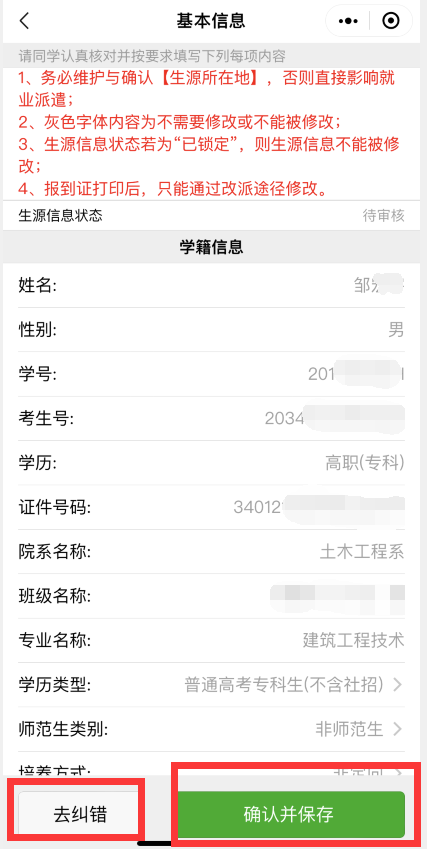 基本信息
请同学认真核对并按要求填写下列每项内容
1、务必维护与确认【生源所在地】，否则直接影响就
业派遣；
2、灰色字体内容为不需要修改或不能被修改；
3、生源信息状态若为“已锁定”，则生源信息不能被修
改；
4、报到证打印后，只能通过改派途径修改。
生源信息状态 待审核
学籍信息
姓名: 邹
性别: 男
学号: 201
考生号: 2034
学历: 高职(专科)
证件号码: 34012
院系名称: 土木工程系
班级名称:
专业名称: 建筑工程技术
学历类型: 普通高考专科生(不含社招)
师范生类别: 非师范生
培养方式: 非定向
去纠错 确认并保存